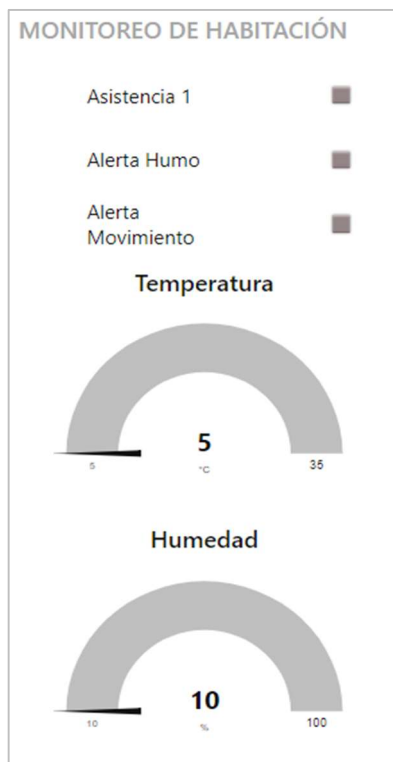 MONITOREO DE HABITACIÓN
Asistencia 1
Alerta Humo
Alerta
Movimiento
Temperatura
5
°C
5
35
Humedad
10
%
10
100